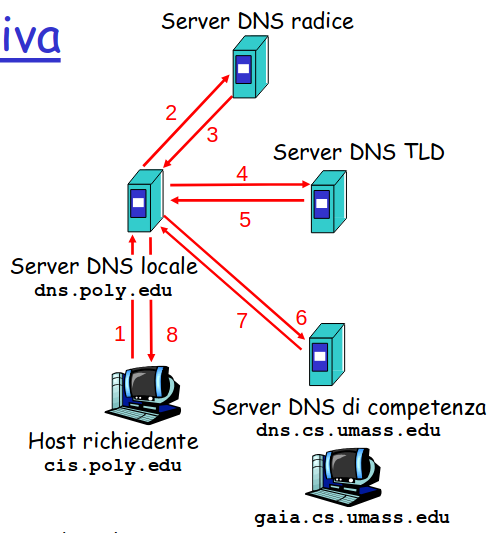 iva
Server DNS radice
2
3
Server DNS TLD
4
5
Server DNS locale
dns.poly.edu
6
7
1
8
Server DNS di competenza
dns.cs.umass.edu
Host richiedente
cis.poly.edu
gaia.cs.umass.edu